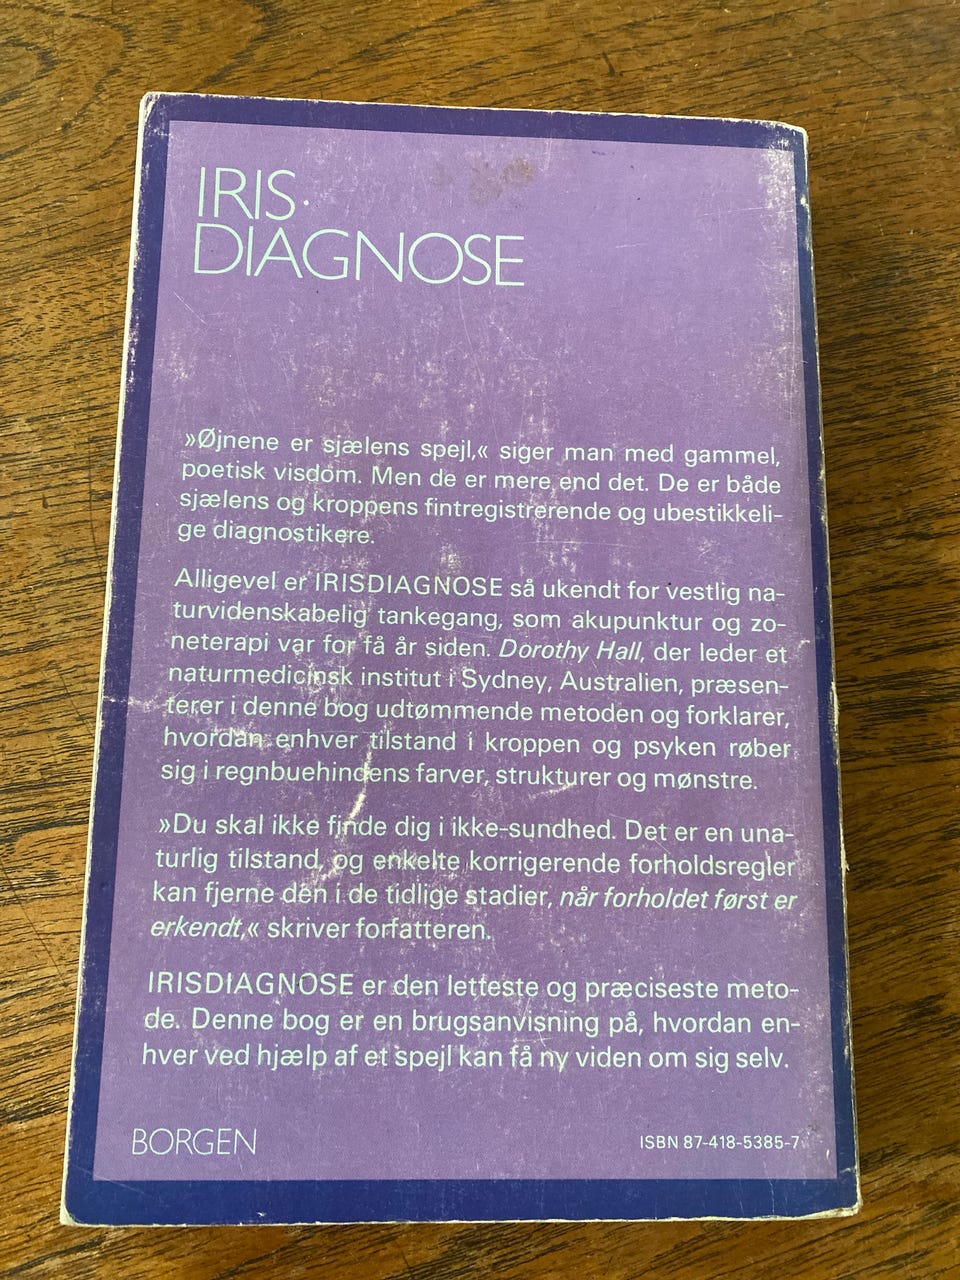 IRIS·
DIAGNOSE
»Øjnene er sjælens spejl,« siger man med gammel,
poetisk visdom. Men de er mere end det. De er både
sjælens og kroppens fintregistrerende og ubestikkeli-
ge diagnostikere.
Alligevel er IRISDIAGNOSE så ukendt for vestlig na-
turvidenskabelig tankegang, som akupunktur og zo-
neterapi var for få år siden. Dorothy Hall, der leder et
naturmedicinsk institut i Sydney, Australien, præsen-
terer i denne bog udtømmende metoden og forklarer,
hvordan enhver tilstand i kroppen og psyken røber
sig i regnbuehindens farver, strukturer og mønstre.
»Du skal ikke finde dig i ikke-sundhed. Det er en una-
turlig tilstand, og enkelte korrigerende forholdsregler
kan fjerne den i de tidlige stadier, når forholdet først er
erkendt,« skriver forfatteren.
IRISDIAGNOSE er den letteste og præciseste meto-
de. Denne bog er en brugsanvisning på, hvordan en-
hver ved hjælp af et spejl kan få ny viden om sig selv.
BORGEN
ISBN 87-418-5385-7